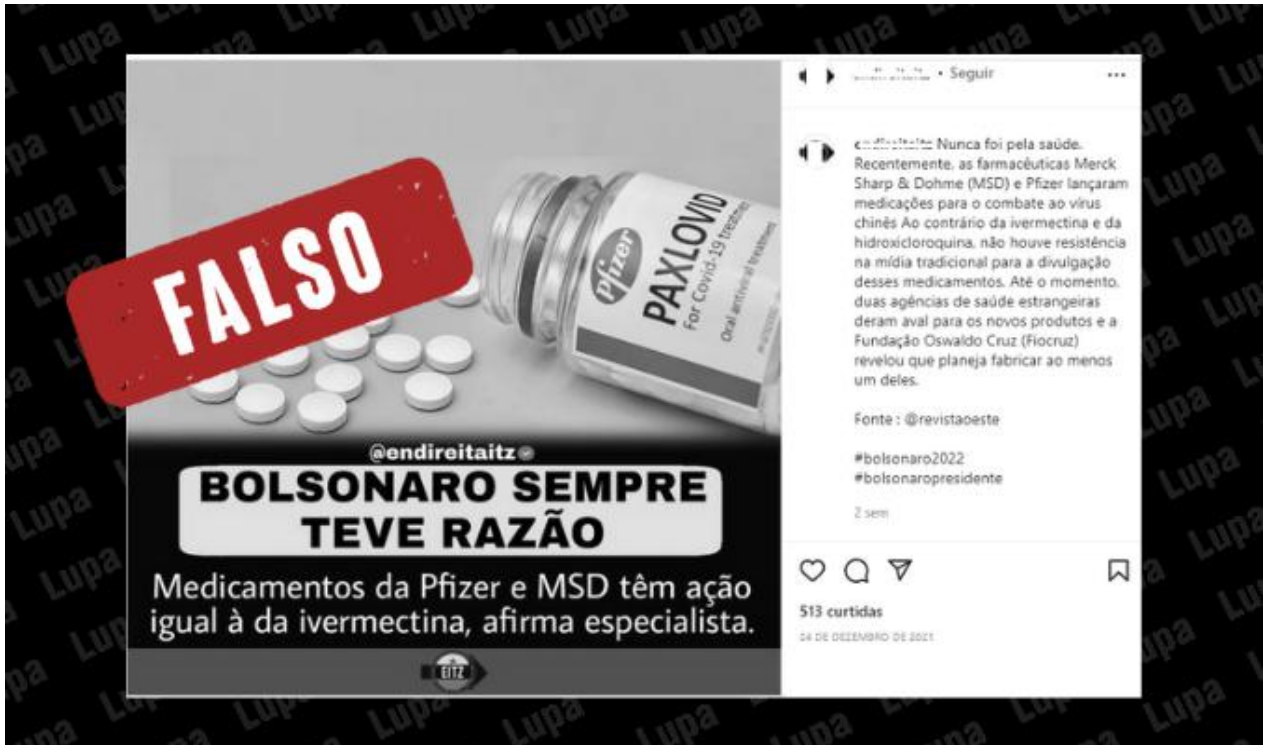 FALSO
Pfizer
PAXLOVID
For Covid-19 treatment
Oral antiviral treatment
@endireitaitz
BOLSONARO SEMPRE
TEVE RAZÃO
Medicamentos da Pfizer e MSD têm ação
igual à da ivermectina, afirma especialista.
EITZ
• Seguir
Nunca foi pela saúde.
Recentemente, as farmacêuticas Merck
Sharp & Dohme (MSD) e Pfizer lançaram
medicações para o combate ao vírus
chinês Ao contrário da ivermectina e da
hidroxicloroquina, não houve resistência
na mídia tradicional para a divulgação
desses medicamentos. Até o momento,
duas agências de saúde estrangeiras
deram aval para os novos produtos e a
Fundação Oswaldo Cruz (Fiocruz)
revelou que planeja fabricar ao menos
um deles.
Fonte : @revistaoeste
#bolsonaro2022
#bolsonaropresidente
2 sem
513 curtidas
24 DE DEZEMBRO DE 2021
Lupa